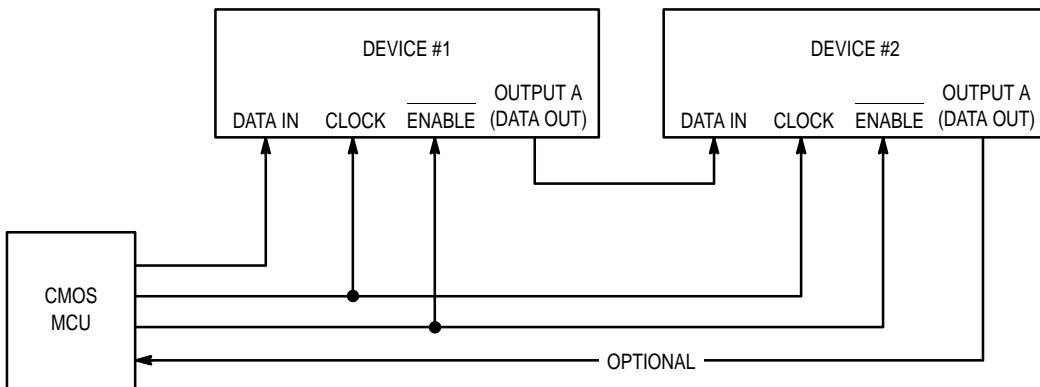 DEVICE #1
DATA IN
CLOCK
ENABLE
OUTPUT A
(DATA OUT)
DEVICE #2
DATA IN
CLOCK
ENABLE
OUTPUT A
(DATA OUT)
CMOS
MCU
OPTIONAL